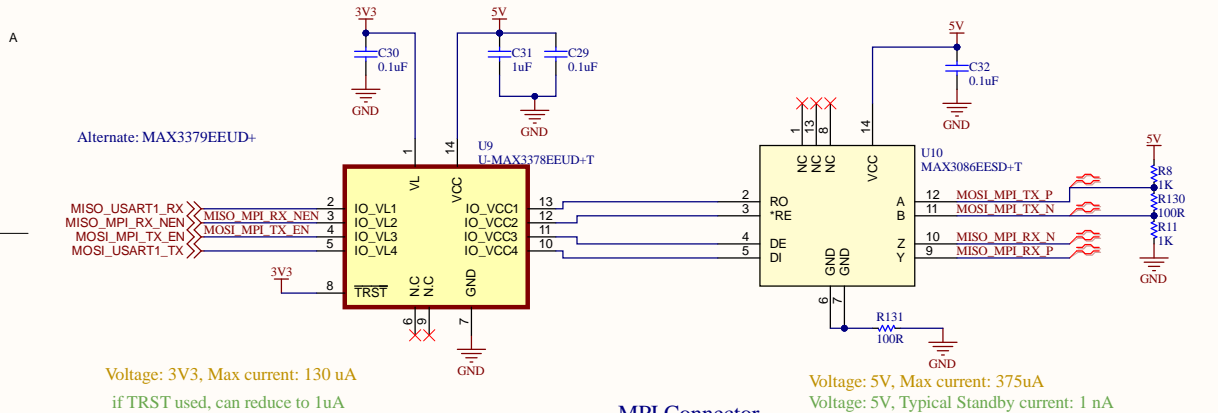 3V3
5V
5V
C30
0.1uF
C31
1uF
C29
0.1uF
C32
0.1uF
A
GND
GND
GND
Alternate: MAX3379EEUD+
1
14
U9
U-MAX3378EEUD+T
VL
VCC
1
13
8
14
NC
NC
NC
VCC
U10
MAX3086EESD+T
5V
R8
1K
R130
100R
R11
1K
GND
MISO_USART1_RX
2
IO_VL1
IO_VCC1
13
2
RO
A
12
MOSI_MPI_TX_P
MISO_MPI_RX_NEN
MISO_MPI_RX_NEN
3
IO_VL2
IO_VCC2
12
3
*RE
B
11
MOSI_MPI_TX_N
MOSI_MPI_TX_EN
MOSI_MPI_TX_EN
4
IO_VL3
IO_VCC3
11
4
DE
Z
10
MISO_MPI_RX_N
MOSI_USART1_TX
5
IO_VL4
IO_VCC4
10
5
DI
Y
9
MISO_MPI_RX_P
3V3
8
TRST
N.C
N.C
GND
6
9
7
GND
GND
GND
6
7
R131
100R
GND
Voltage: 3V3, Max current: 130 uA
if TRST used, can reduce to 1uA
Voltage: 5V, Max current: 375uA
Voltage: 5V, Typical Standby current: 1 nA
MPI Connector